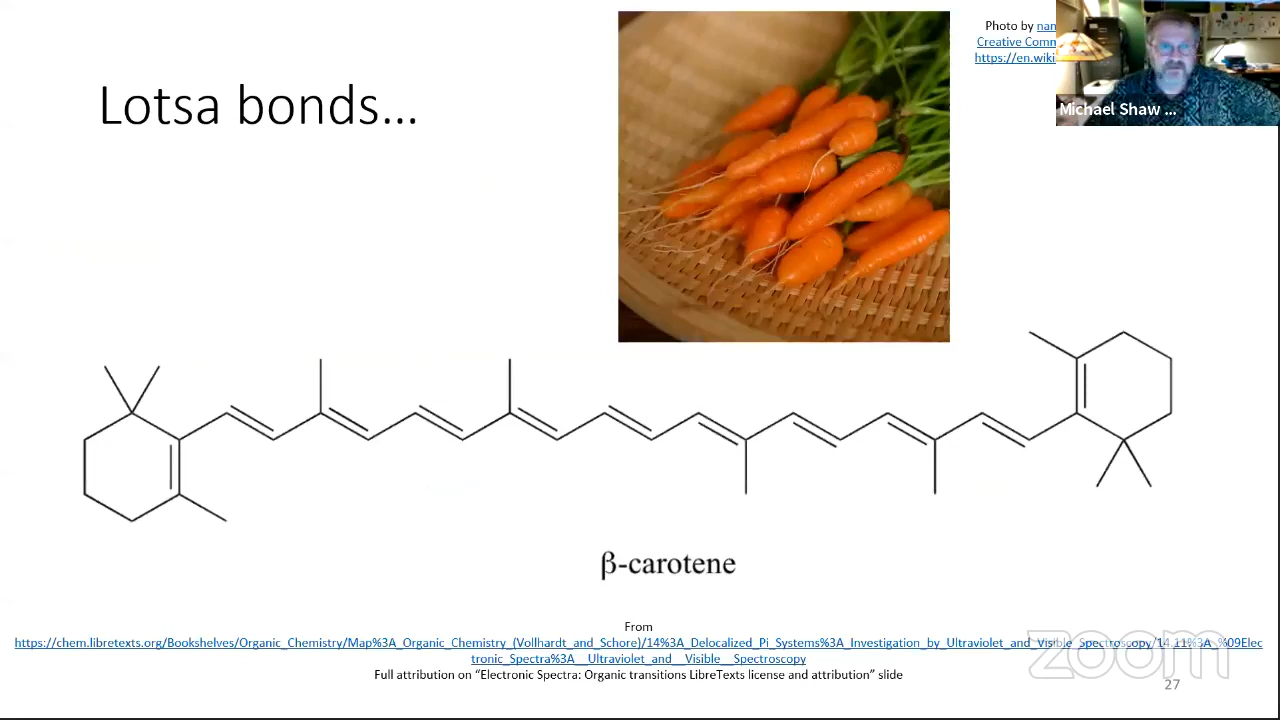 Lotsa bonds...
Photo by nan
Creative Comm
https://en.wiki
Michael Shaw ...
β-carotene
From
https://chem.libretexts.org/Bookshelves/Organic_Chemistry/Map%3A_Organic_Chemistry_(Vollhardt_and_Schore)/14%3A_Delocalized_Pi_Systems%3A_Investigation_by_Ultraviolet_and_Visible_Spectroscopy/14.11%3A_%09Elec
tronic_Spectra%3A__Ultraviolet_and__Visible__Spectroscopy
Full attribution on “Electronic Spectra: Organic transitions LibreTexts license and attribution” slide
zoom
27